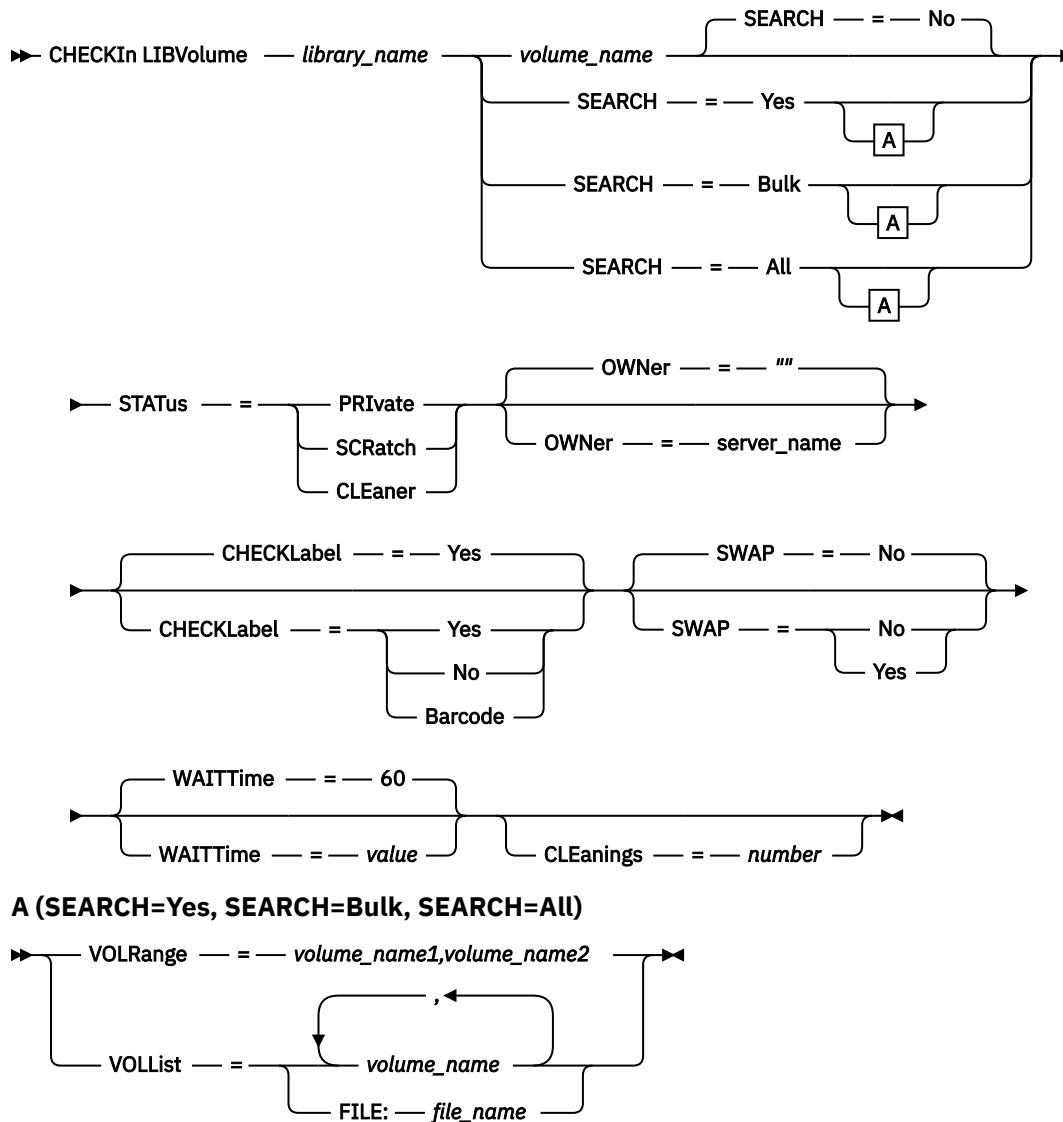 SEARCH = No
CHECKIn LIBVolume library_name volume_name
SEARCH = Yes
A
SEARCH = Bulk
A
SEARCH = All
A
OWNer = ""
STATus = PRIvate
OWNer = server_name
SCRatch
CLEaner
CHECKLabel = Yes SWAP = No
CHECKLabel = Yes SWAP = No
No Yes
Barcode
WAITTime = 60
WAITTime = value CLEanings = number
A (SEARCH=Yes, SEARCH=Bulk, SEARCH=All)
VOLRange = volume_name1,volume_name2
,
VOLList = volume_name
FILE: file_name